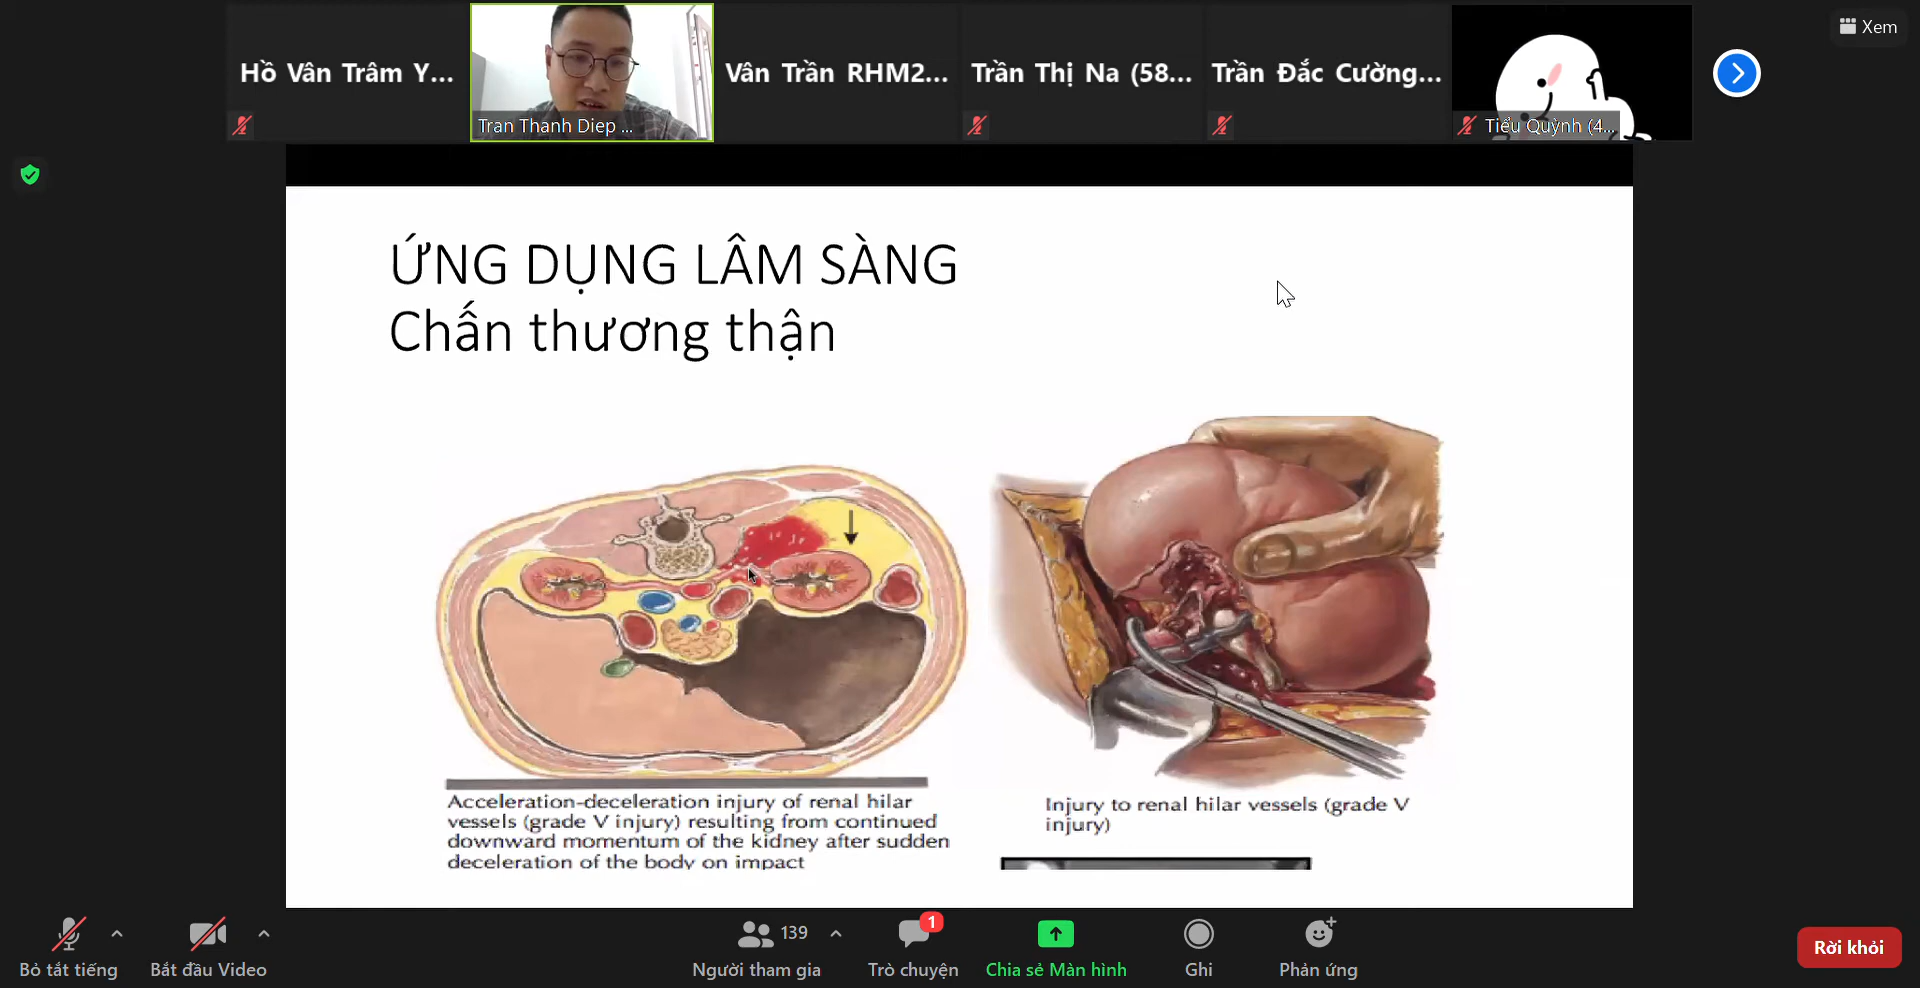 Hồ Vân Trâm Y...
Tran Thanh Diep ...
Vân Trần RHM2...
Trần Thị Na (58...
Trần Đắc Cường...
Tiểu Quỳnh (4...
Xem
ỨNG DỤNG LÂM SÀNG
Chấn thương thận
Acceleration-deceleration injury of renal hilar
vessels (grade V injury) resulting from continued
downward momentum of the kidney after sudden
deceleration of the body on impact
Injury to renal hilar vessels (grade V
injury)
Bỏ tắt tiếng
Bắt đầu Video
139
Người tham gia
1
Trò chuyện
Chia sẻ Màn hình
Ghi
Phản ứng
Rời khỏi